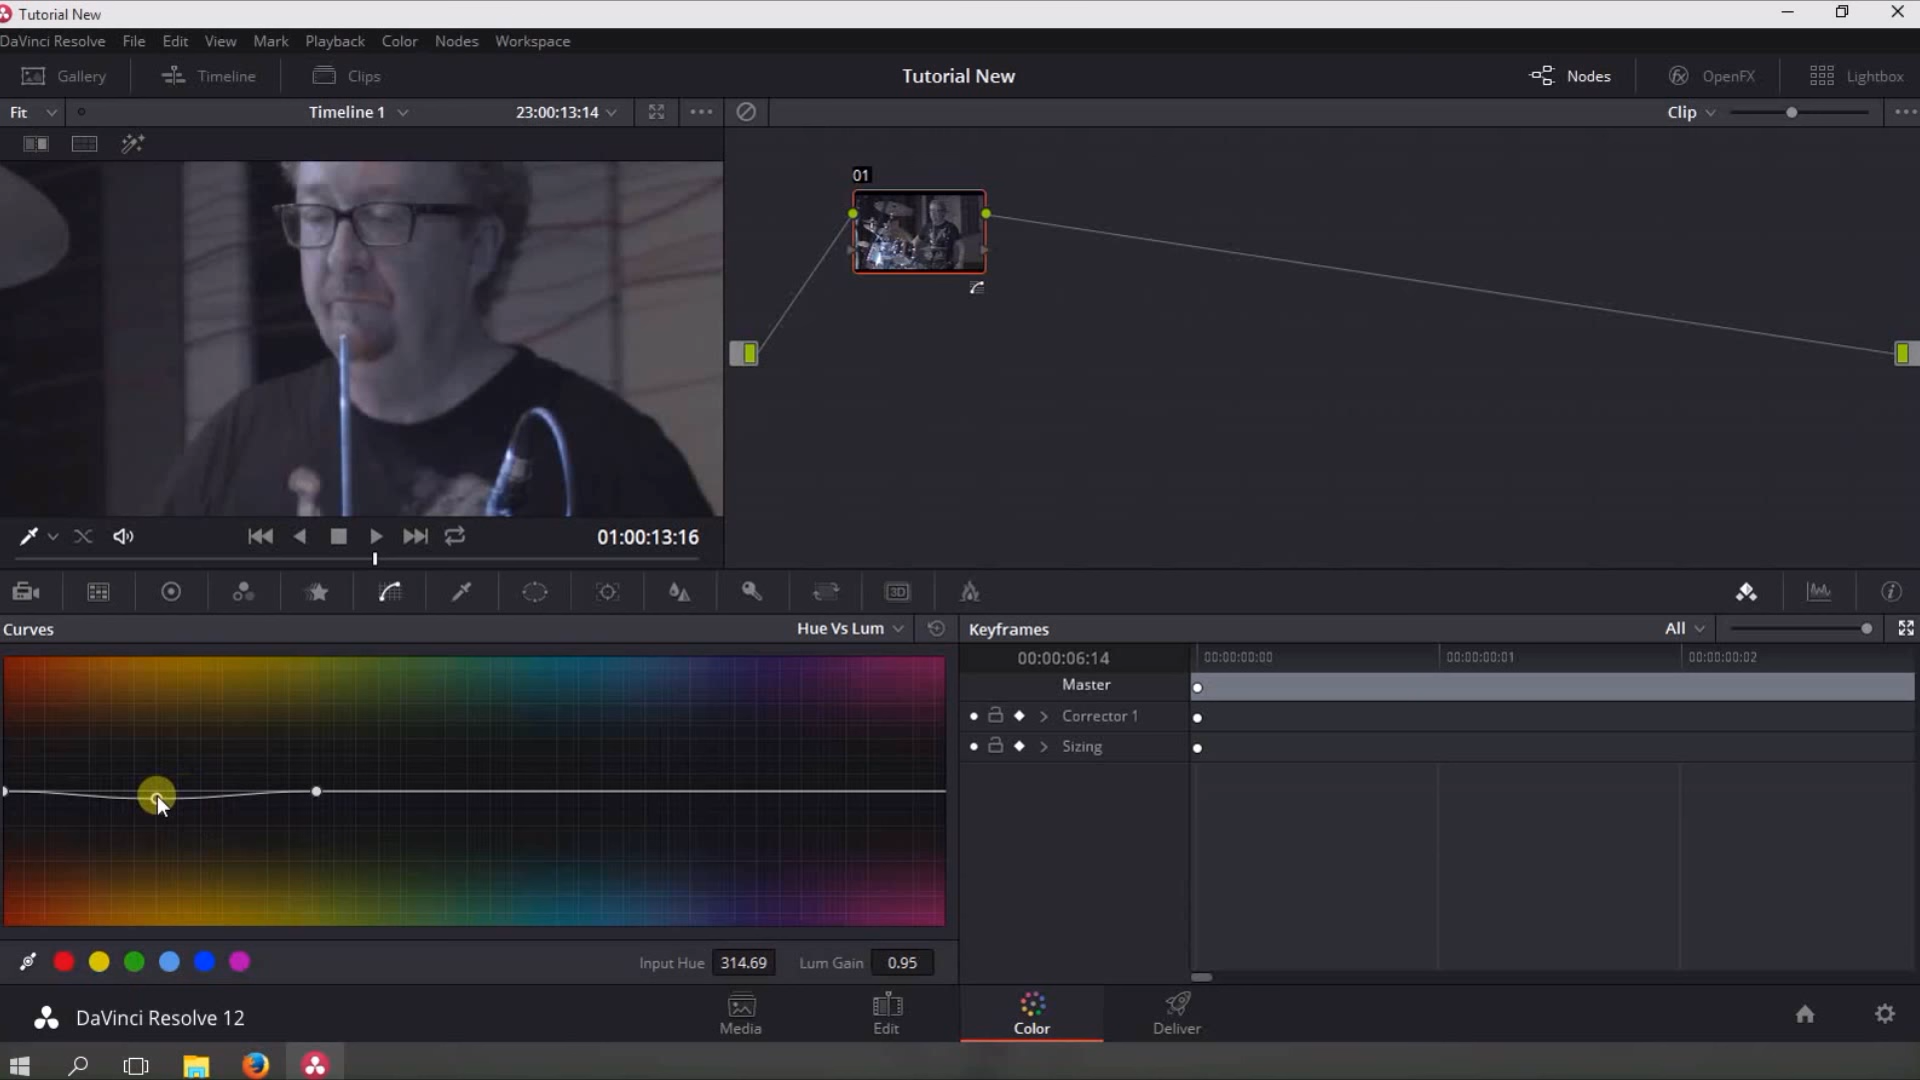 Tutorial New
DaVinci Resolve File Edit View Mark Playback Color Nodes Workspace
Gallery Timeline Clips Tutorial New Nodes OpenFX Lightbox
Fit Timeline 1 23:00:13:14 Clip
01
01:00:13:16
3D
Curves Hue Vs Lum Keyframes All
00:00:06:14 00:00:00:00 00:00:00:01 00:00:00:02
Master
Corrector 1
Sizing
Input Hue 314.69 Lum Gain 0.95
DaVinci Resolve 12 Media Edit Color Deliver